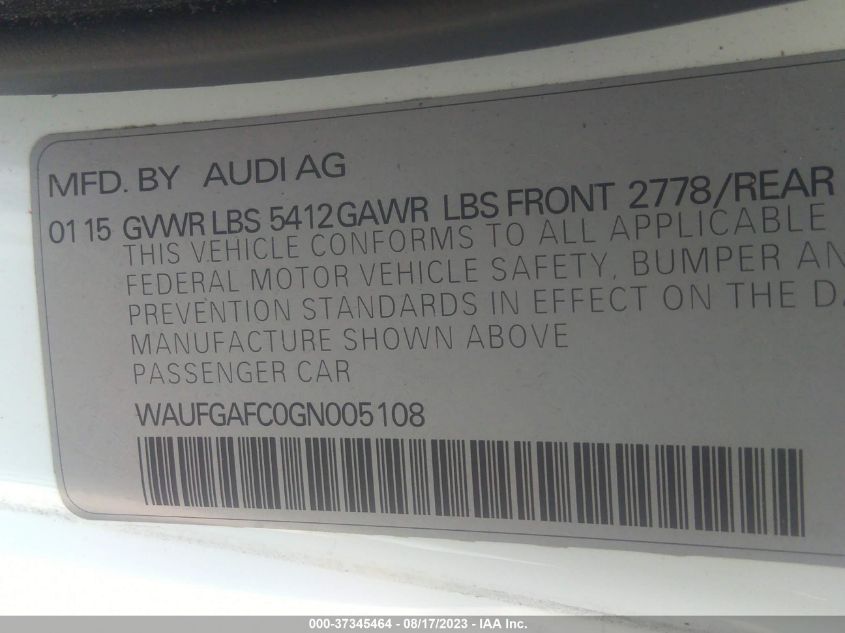 MFD. BY AUDI AG
01 15 GVWR LBS 5412 GAWR LBS FRONT 2778/REAR
THIS VEHICLE CONFORMS TO ALL APPLICABLE
FEDERAL MOTOR VEHICLE SAFETY, BUMPER AN
PREVENTION STANDARDS IN EFFECT ON THE DA
MANUFACTURE SHOWN ABOVE
PASSENGER CAR
WAUFGAFC0GN005108
000-37345464 - 08/17/2023 - IAA Inc.